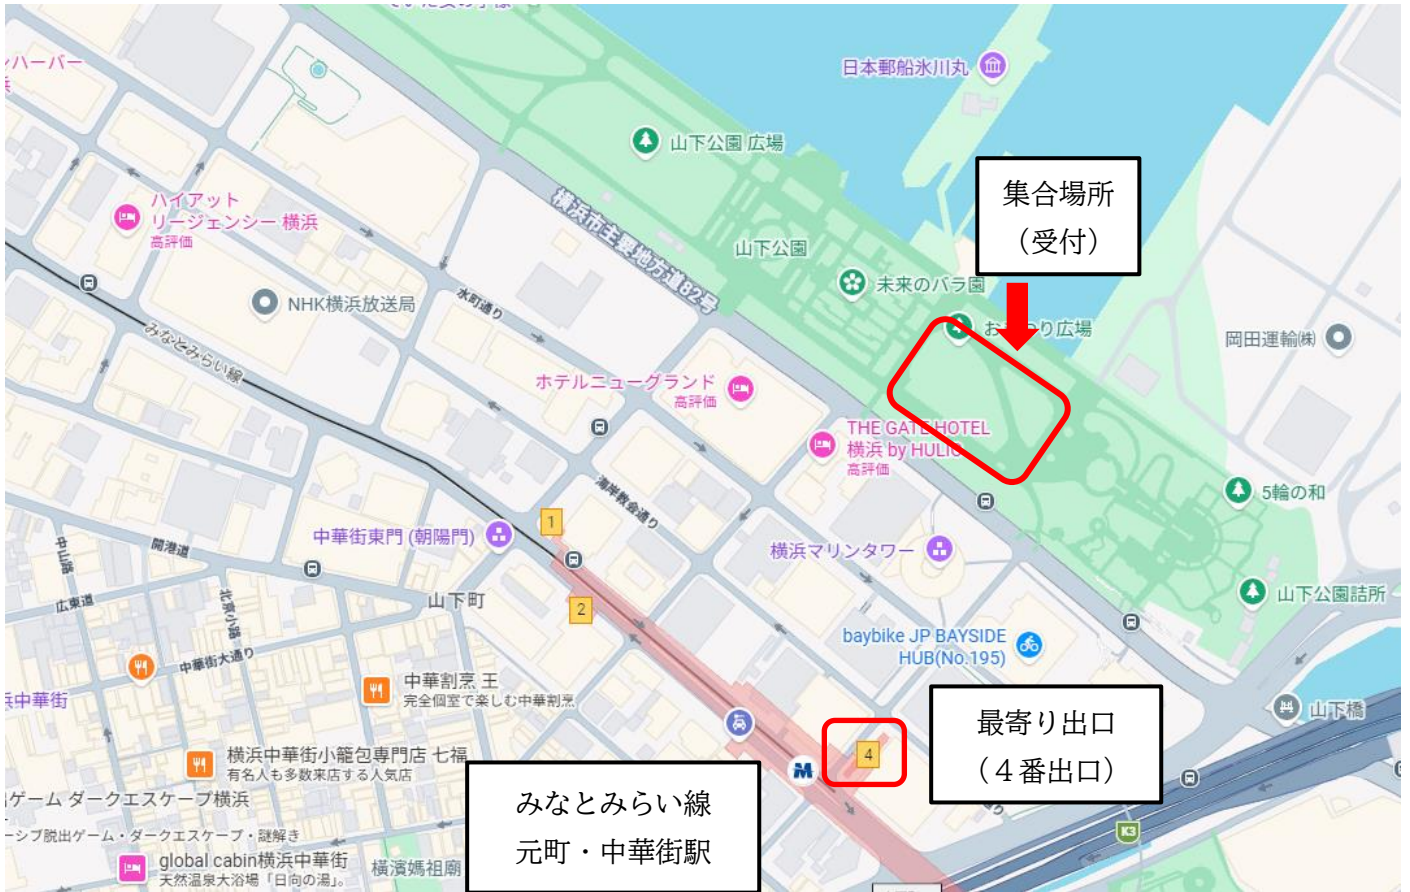 ハーバー
日本郵船氷川丸
山下公園 広場
集合場所
（受付）
ハイアット
リージェンシー 横浜
高評価
横浜市主要地方道82号
山下公園
未来のバラ園
NHK横浜放送局
水町通り
り広場
岡田運輸㈱
みなとみらい線
ホテルニューグランド
高評価
THE GATE HOTEL
横浜 by HULIC
高評価
海岸教会通り
5輪の和
1
中華街東門 (朝陽門)
横浜マリンタワー
中山路
開港道
広東道
北京小路
山下町
2
山下公園詰所
baybike JP BAYSIDE
HUB(No.195)
中華街大通り
中華割烹 王
完全個室で楽しむ中華割烹
浜中華街
山下橋
最寄り出口
（４番出口）
4
横浜中華街小籠包専門店 七福
有名人も多数来店する人気店
ゲーム ダークエスケープ横浜
ーシブ脱出ゲーム・ダークエスケープ・謎解き
みなとみらい線
元町・中華街駅
K3
global cabin横浜中華街
天然温泉大浴場「日向の湯」。
横濱媽祖廟